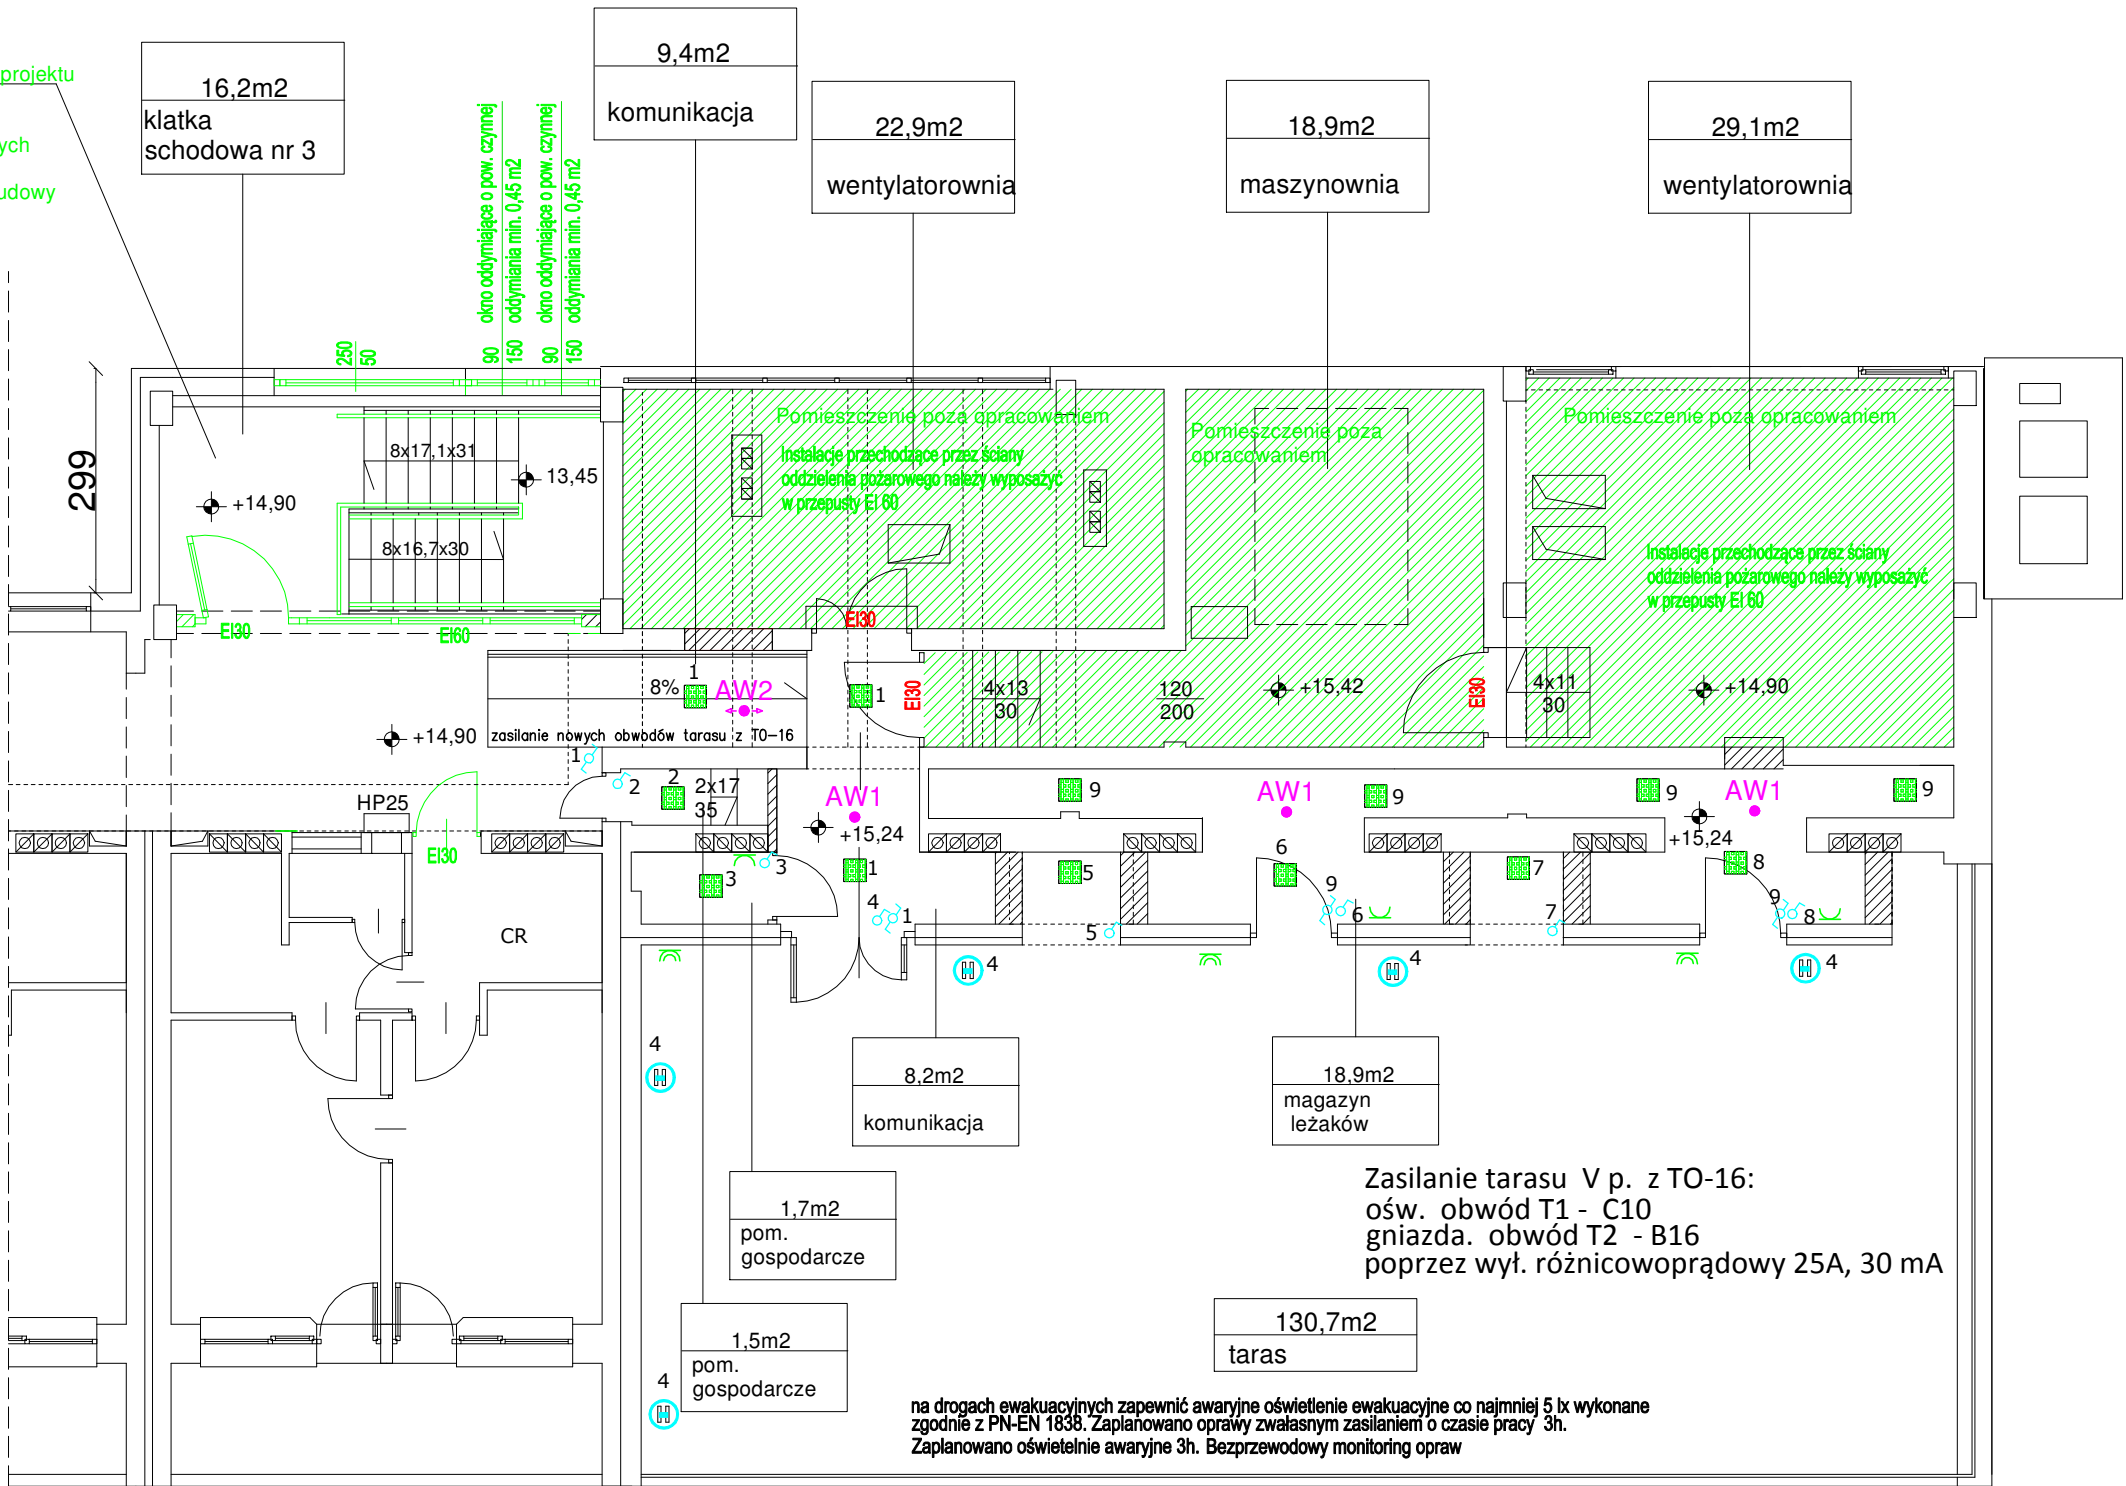 projektu
ych
udowy
16,2m2
klatka
schodowa nr 3
9,4m2
komunikacja
22,9m2
wentylatorownia
18,9m2
maszynownia
29,1m2
wentylatorownia
90 okno oddymiające o pow. czynnej
150 oddymiania min. 0,45 m2
90 okno oddymiające o pow. czynnej
150 oddymiania min. 0,45 m2
250
50
299
8x17,1x31
13,45
+14,90
8x16,7x30
Pomieszczenie poza opracowaniem
Instalacje przechodzące przez ściany
oddzielenia pożarowego należy wyposażyć
w przepusty EI 60
Pomieszczenie poza
opracowaniem
Pomieszczenie poza opracowaniem
Instalacje przechodzące przez ściany
oddzielenia pożarowego należy wyposażyć
w przepusty EI 60
EI30
EI60
EI30
8%
1
AW2
1
EI30
4x13
30
120
200
+15,42
EI30
4x11
30
+14,90
+14,90
zasilanie nowych obwodów tarasu z TO-16
1
2
2
2x17
35
HP25
EI30
AW1
+15,24
9
AW1
9
9
AW1
9
+15,24
3
3
1
4
1
5
5
6
9
6
7
7
8
9
8
CR
4
4
4
4
4
8,2m2
komunikacja
18,9m2
magazyn
leżaków
1,7m2
pom.
gospodarcze
1,5m2
pom.
gospodarcze
Zasilanie tarasu V p. z TO-16:
ośw. obwód T1 - C10
gniazda. obwód T2 - B16
poprzez wył. różnicowoprądowy 25A, 30 mA
130,7m2
taras
na drogach ewakuacyjnych zapewnić awaryjne oświetlenie ewakuacyjne co najmniej 5 lx wykonane
zgodnie z PN-EN 1838. Zaplanowano oprawy zwałasnym zasilaniem o czasie pracy 3h.
Zaplanowano oświetelnie awaryjne 3h. Bezprzewodowy monitoring opraw